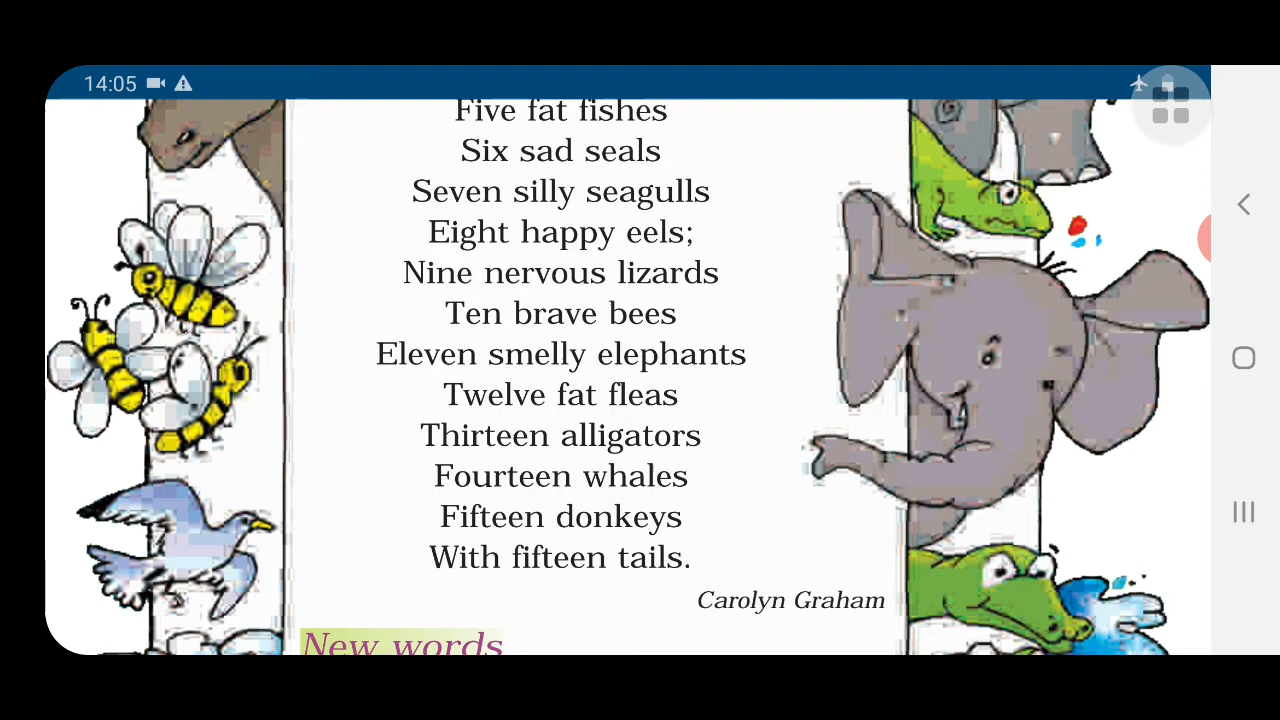 14:05
Five fat fishes
Six sad seals
Seven silly seagulls
Eight happy eels;
Nine nervous lizards
Ten brave bees
Eleven smelly elephants
Twelve fat fleas
Thirteen alligators
Fourteen whales
Fifteen donkeys
With fifteen tails.
Carolyn Graham
New words